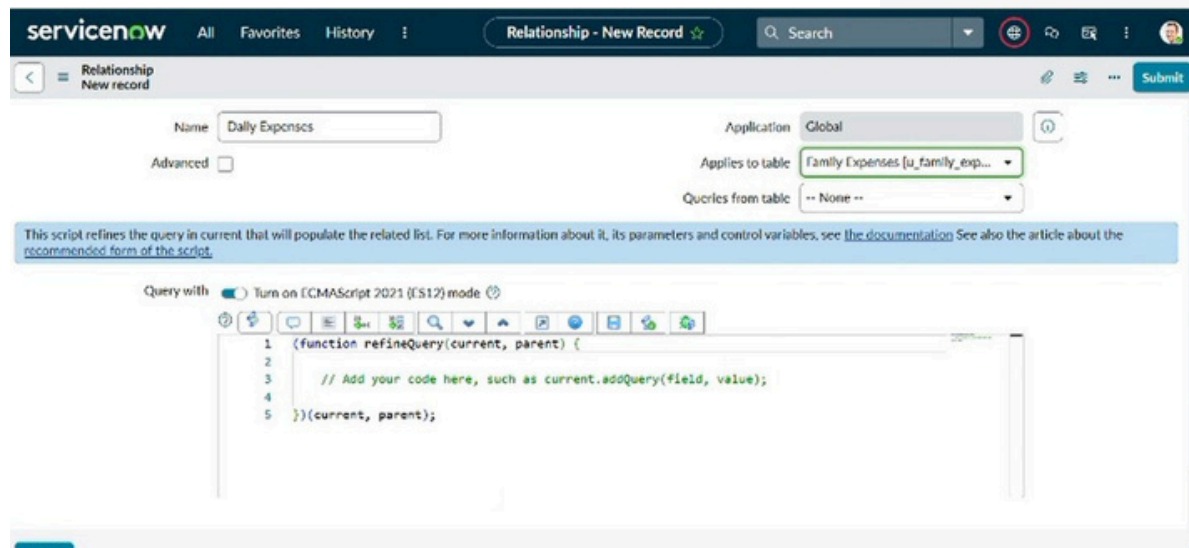 servicenow All Favorites History Relationship - New Record Search
Relationship
New record
Submit
Name Daily Expenses
Application Global
Advanced
Applies to table Family Expenses [u_family_exp...
Queries from table -- None --
This script refines the query in current that will populate the related list. For more information about it, its parameters and control variables, see the documentation See also the article about the
recommended form of the script.
Query with Turn on ECMAScript 2021 (ES12) mode
1 (function refineQuery(current, parent) {
2
3 // Add your code here, such as current.addQuery(field, value);
4
5 })(current, parent);